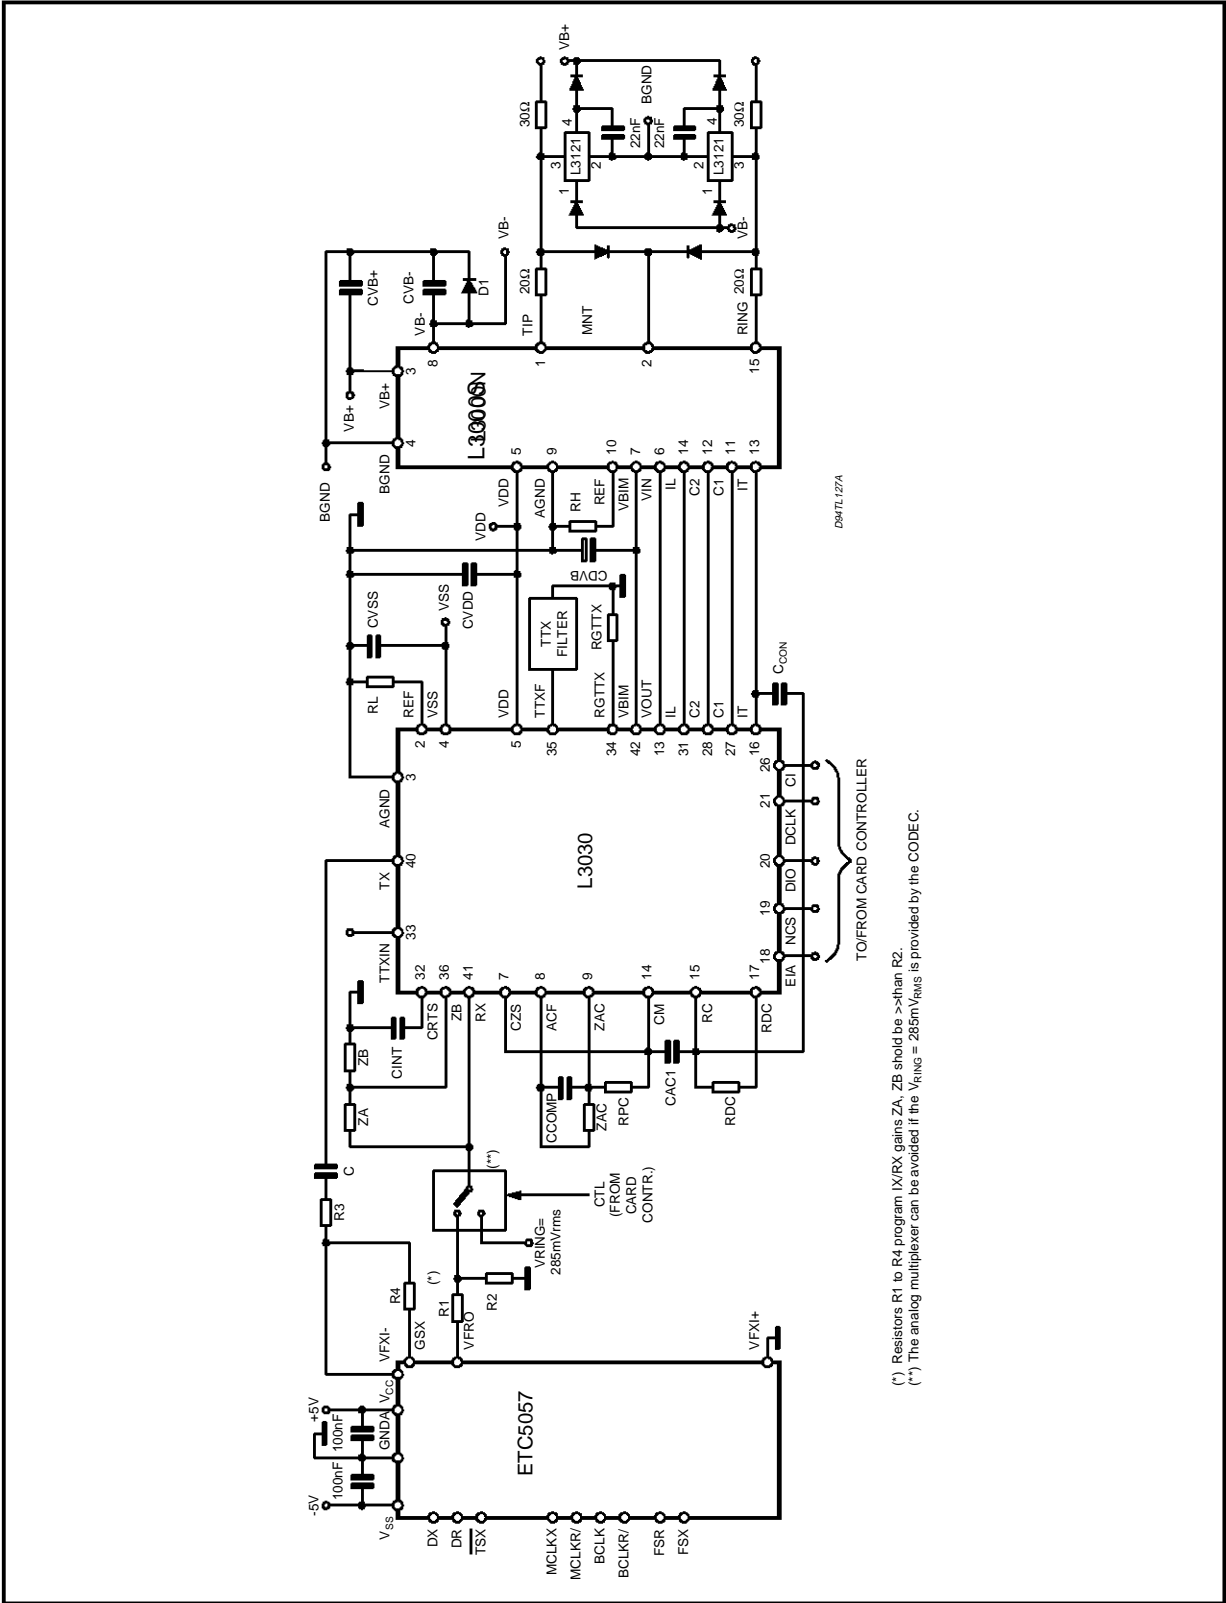 -5V
+5V
100nF
100nF
VSS
GNDA
VCC
VFXI-
GSX
R4
R3
C
(*)
R1
VFRO
R2
VRING=
285mVrms
(**)
CTL
(FROM
CARD
CONTR.)
VFXI+
ETC5057
DX
DR
TSX
MCLKX
MCLKR/
BCLK
BCLKR/
FSR
FSX
ZA
ZB
CINT
TTXIN
33
TX
40
AGND
3
32
CRTS
36
ZB
41
RX
7
CZS
8
ACF
9
ZAC
14
CM
15
RC
17
RDC
CCOMP
ZAC
RPC
CAC1
RDC
L3030
18
EIA
19
NCS
20
DIO
21
DCLK
26
CI
TO/FROM CARD CONTROLLER
RL
REF
2
VSS
4
VDD
5
TTXF
35
RGTTX
34
VBIM
42
VOUT
13
IL
31
C2
28
C1
27
IT
16
CCON
CVSS
VSS
CVDD
TTX
FILTER
RGTTX
CDVB
VDD
RH
5
VDD
9
AGND
10
REF
7
VBIM
6
VIN
14
IL
12
C2
11
C1
13
IT
BGND
BGND
4
VB+
VB+
3
CVB+
VB-
8
CVB-
D1
VB-
TIP
1
MNT
2
RING
15
20Ω
20Ω
30Ω
30Ω
VB+
BGND
22nF
22nF
L3121
1
2
3
4
L3121
1
2
3
4
VB-
D94TL127A
(*) Resistors R1 to R4 program IX/RX gains ZA, ZB shold be >>than R2.
(**) The analog multiplexer can be avoided if the VRING = 285mVRMS is provided by the CODEC.